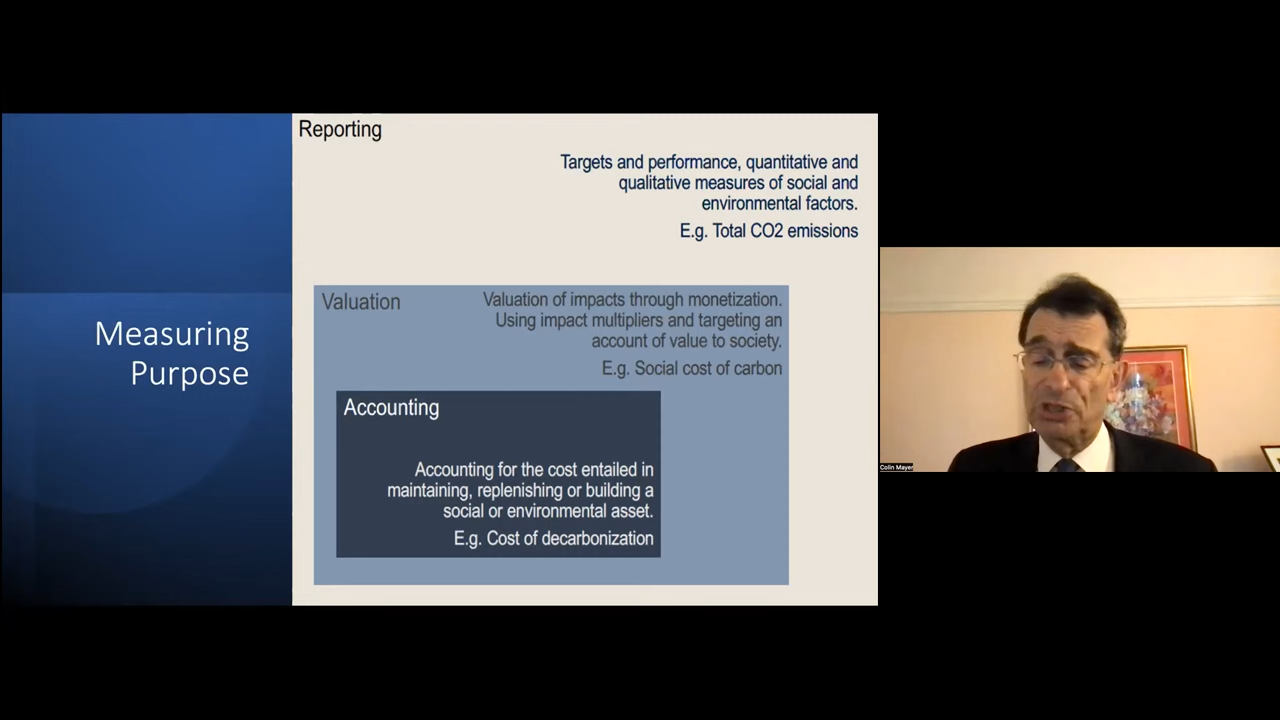 Measuring
Purpose
Reporting
Targets and performance, quantitative and
qualitative measures of social and
environmental factors.
E.g. Total CO2 emissions
Valuation
Valuation of impacts through monetization.
Using impact multipliers and targeting an
account of value to society.
E.g. Social cost of carbon
Accounting
Accounting for the cost entailed in
maintaining, replenishing or building a
social or environmental asset.
E.g. Cost of decarbonization
Colin Mayer